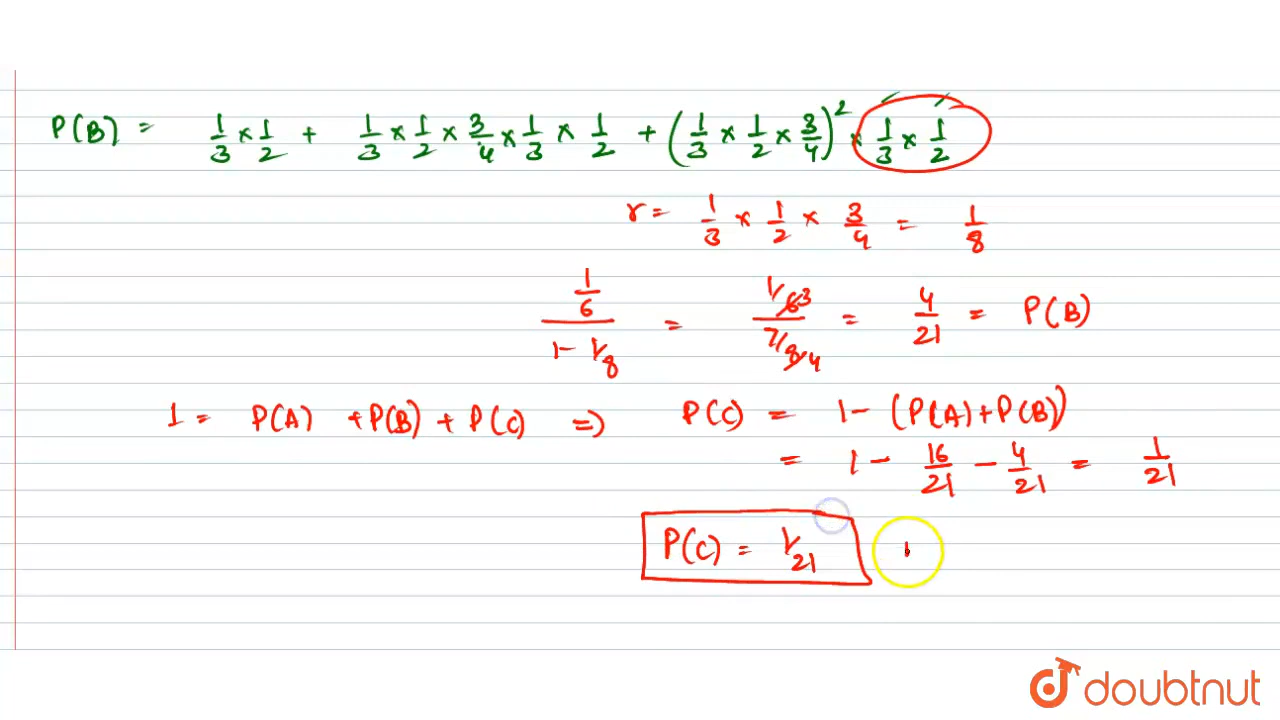 P(B) = 1/3 × 1/2 + 1/3 × 1/2 × 3/4 × 1/3 × 1/2 + (1/3 × 1/2 × 3/4)² × 1/3 × 1/2
r = 1/3 × 1/2 × 3/4 = 1/8
(1/6)/(1 - 1/8) = (1/6 3)/(7/8 4) = 4/21 = P(B)
1 = P(A) + P(B) + P(C) => P(C) = 1 - (P(A) + P(B))
= 1 - 16/21 - 4/21 = 1/21
P(C) = 1/21
doubtnut